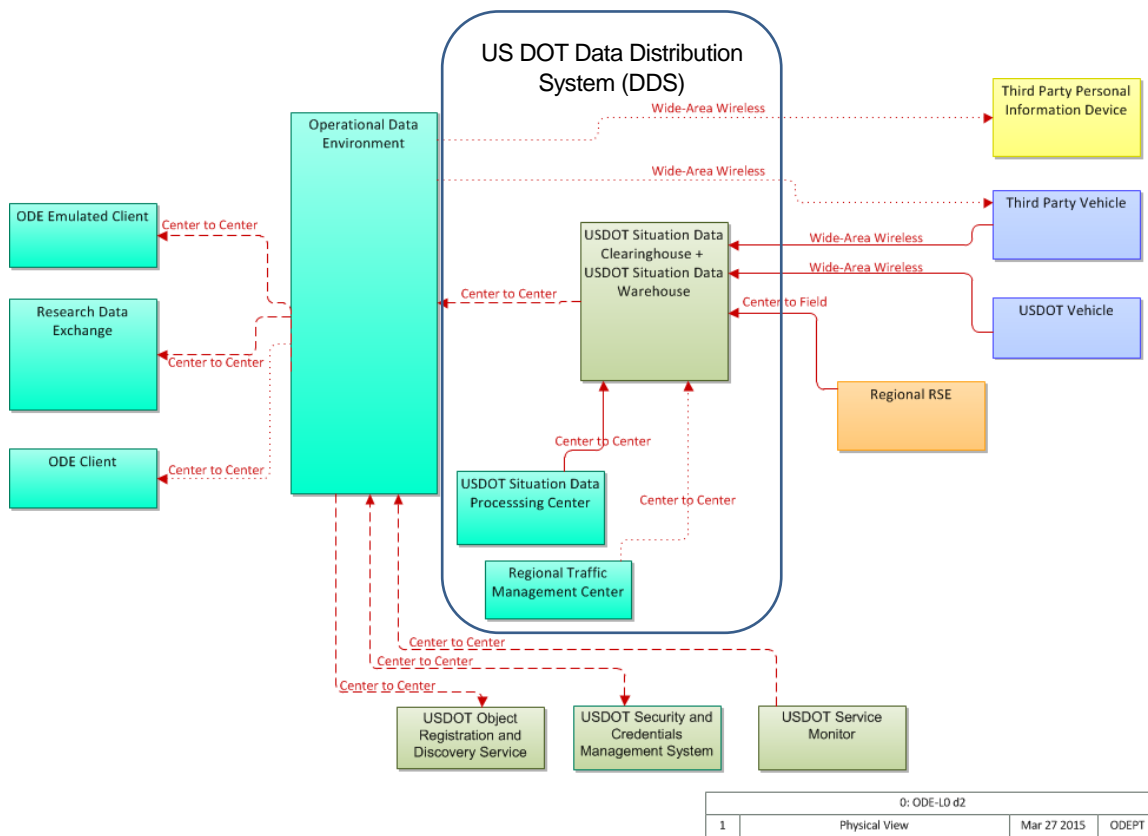 US DOT Data Distribution
System (DDS)
Operational Data
Environment
Wide-Area Wireless
Third Party Personal
Information Device
Wide-Area Wireless
ODE Emulated Client
Center to Center
Third Party Vehicle
USDOT Situation Data
Clearinghouse +
USDOT Situation Data
Warehouse
Wide-Area Wireless
Wide-Area Wireless
Center to Center
Center to Field
Research Data
Exchange
USDOT Vehicle
Center to Center
Regional RSE
Center to Center
ODE Client
Center to Center
USDOT Situation Data
Processsing Center
Center to Center
Regional Traffic
Management Center
Center to Center
Center to Center
Center to Center
USDOT Object
Registration and
Discovery Service
USDOT Security and
Credentials
Management System
USDOT Service
Monitor
0: ODE-L0 d2
1 Physical View Mar 27 2015 ODEPT